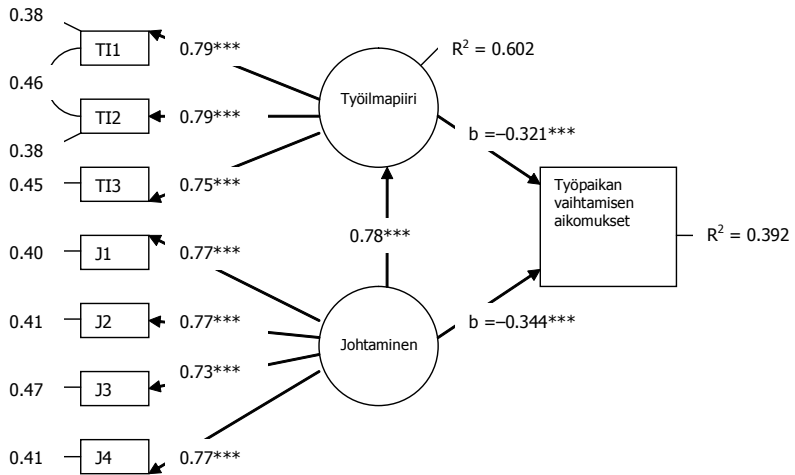 0.38
TI1
0.79***
R² = 0.602
0.46
Työilmapiiri
TI2
0.79***
b =–0.321***
0.38
0.45
TI3
0.75***
Työpaikan
vaihtamisen
aikomukset
0.78***
R² = 0.392
0.40
J1
0.77***
0.41
J2
0.77***
b =–0.344***
Johtaminen
0.73***
0.47
J3
0.41
J4
0.77***